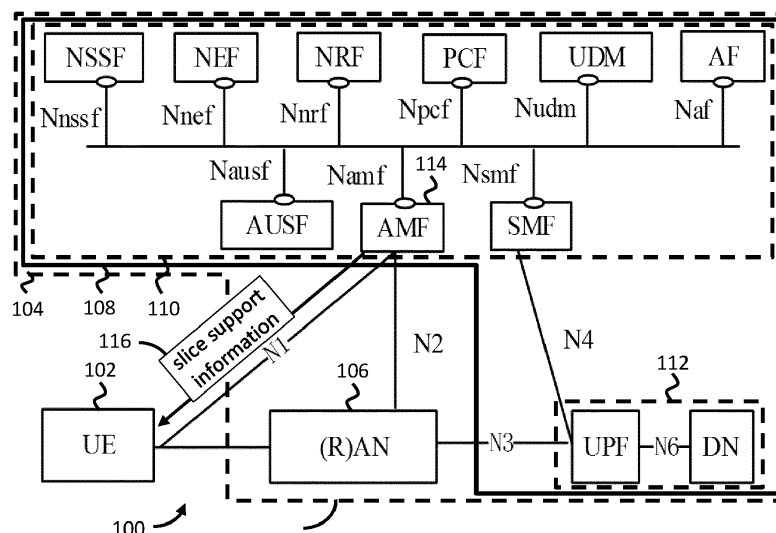 NSSF NEF NRF PCF UDM AF
Nnssf Nnef Nnrf Npcf Nudm Naf
Nausf Namf 114 Nsmf
AUSF AMF SMF
104 108 110
116 slice support
information
N1 N2 N4
102 106 112
UE (R)AN N3 UPF N6 DN
100